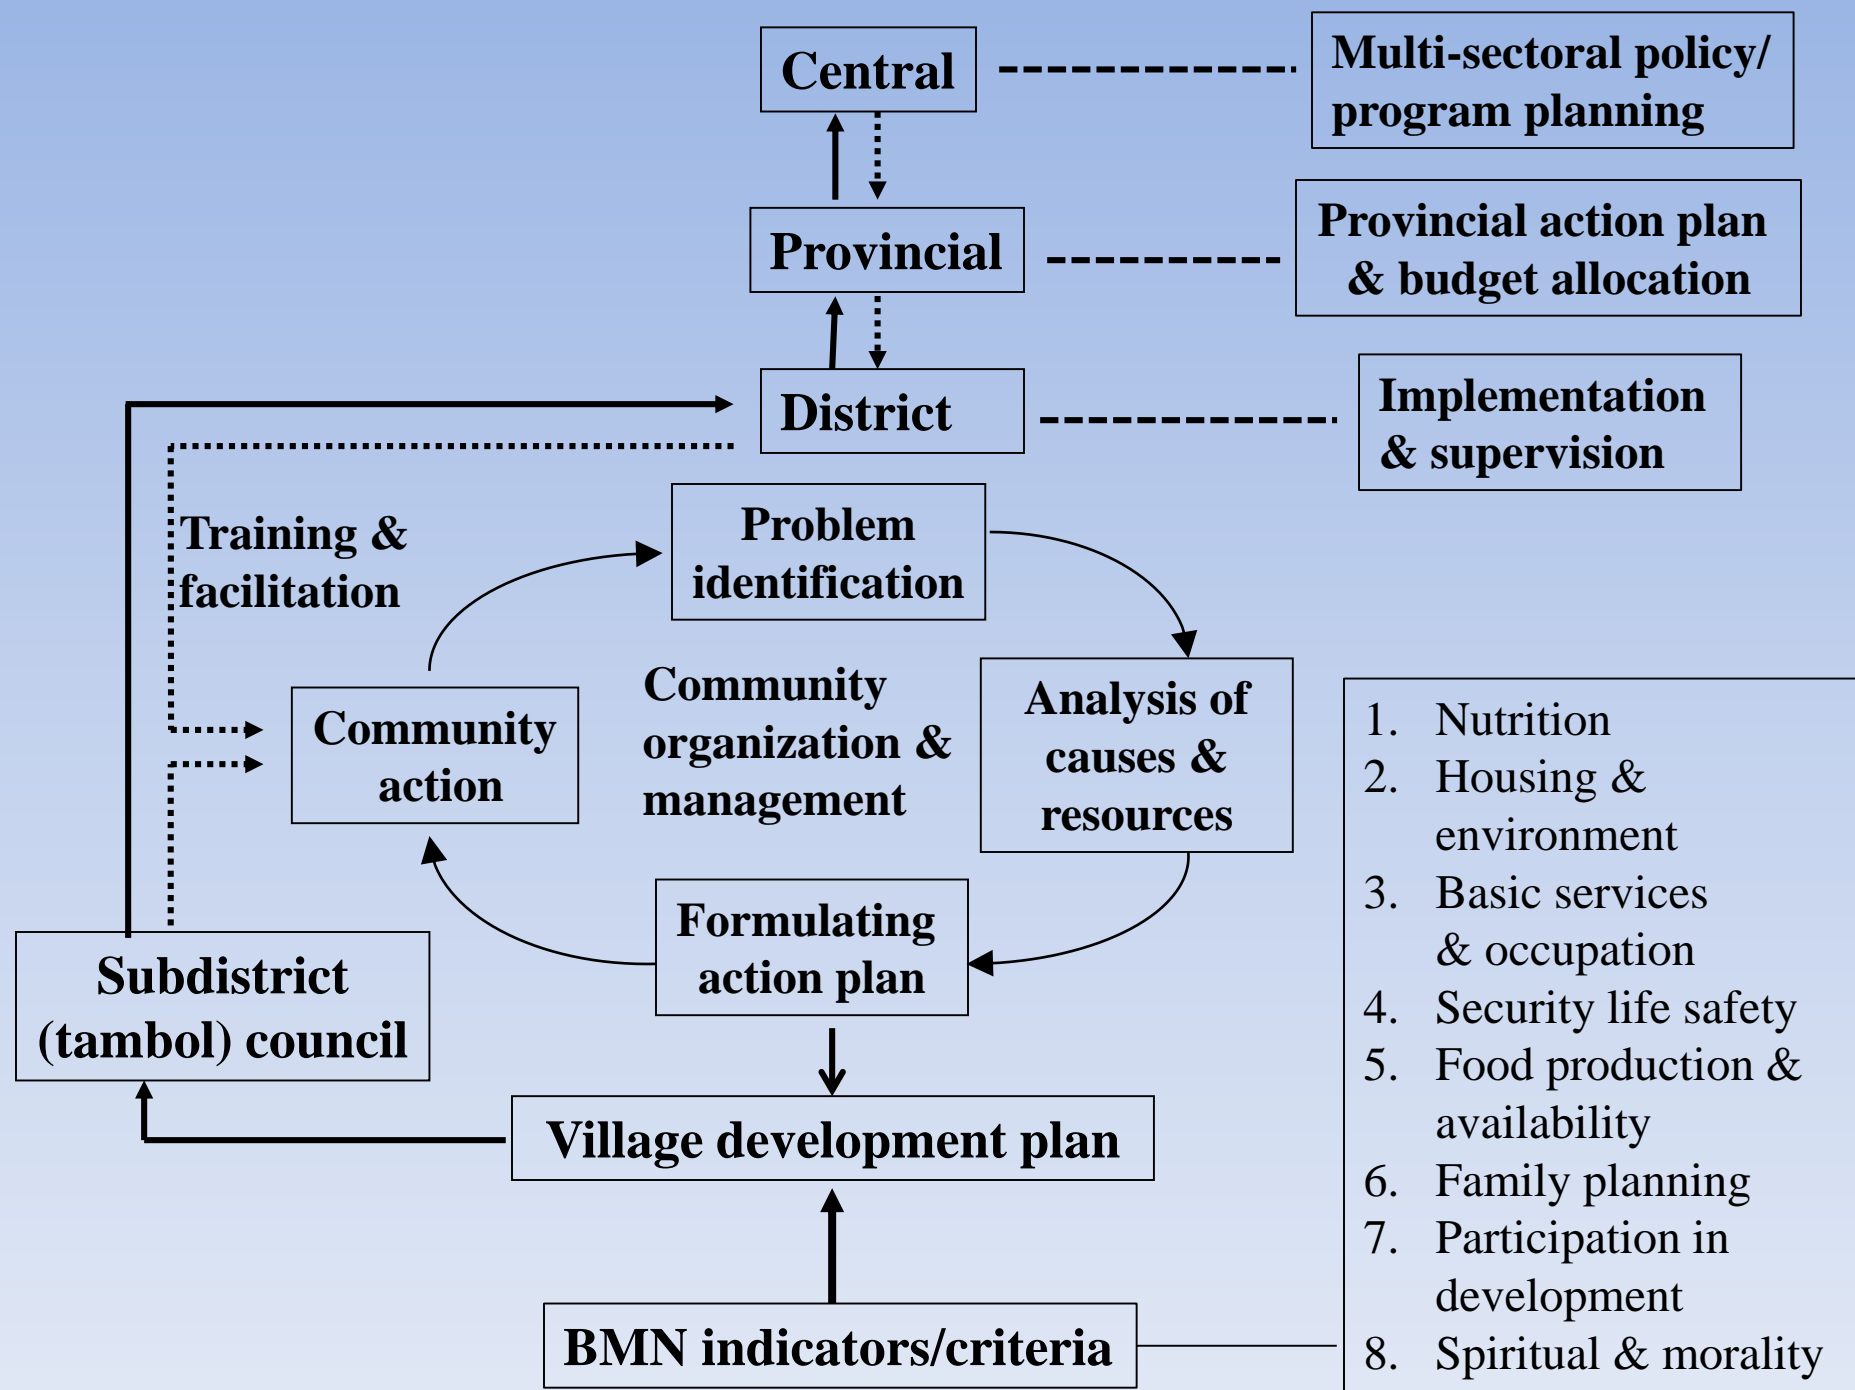 Central
Multi-sectoral policy/
program planning
Provincial
Provincial action plan
& budget allocation
District
Implementation
& supervision
Training &
facilitation
Problem
identification
Community
organization &
management
Community
action
Analysis of
causes &
resources
Formulating
action plan
Subdistrict
(tambol) council
Village development plan
BMN indicators/criteria
1. Nutrition
2. Housing &
environment
3. Basic services
& occupation
4. Security life safety
5. Food production &
availability
6. Family planning
7. Participation in
development
8. Spiritual & morality